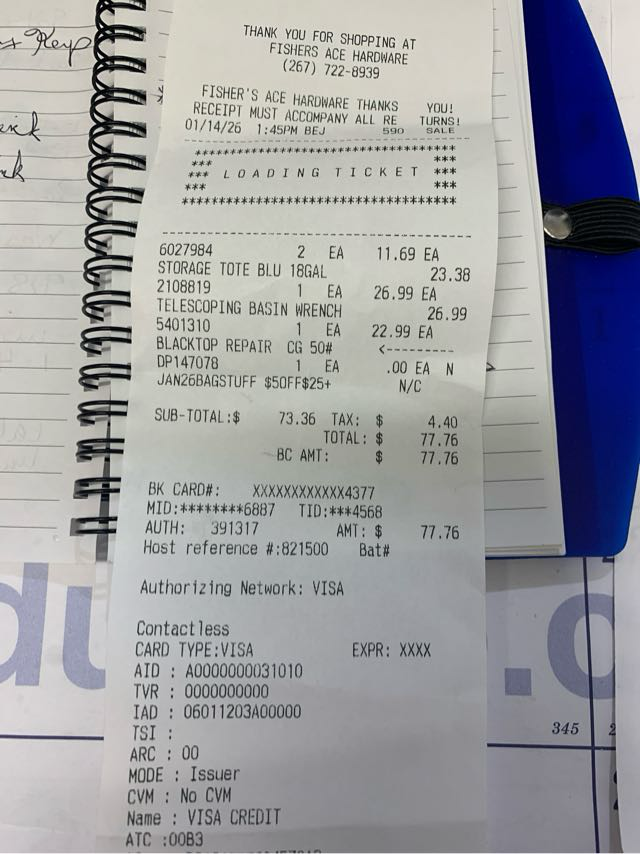 THANK YOU FOR SHOPPING AT
FISHERS ACE HARDWARE
(267) 722-8939
FISHER'S ACE HARDWARE THANKS YOU!
RECEIPT MUST ACCOMPANY ALL RE TURNS!
01/14/26 1:45PM BEJ 590 SALE
***********************************
*** ***
*** LOADING TICKET ***
*** ***
***********************************
6027984 2 EA 11.69 EA
STORAGE TOTE BLU 18GAL 23.38
2108819 1 EA 26.99 EA
TELESCOPING BASIN WRENCH 26.99
5401310 1 EA 22.99 EA
BLACKTOP REPAIR CG 50# <---------
DP147078 1 EA .00 EA N
JAN26BAGSTUFF $5OFF$25+ N/C
SUB-TOTAL:$ 73.36 TAX: $ 4.40
TOTAL: $ 77.76
BC AMT: $ 77.76
BK CARD#: XXXXXXXXXXXX4377
MID:********6887 TID:***4568
AUTH: 391317 AMT: $ 77.76
Host reference #:821500 Bat#
Authorizing Network: VISA
Contactless
CARD TYPE:VISA EXPR: XXXX
AID : A0000000031010
TVR : 0000000000
IAD : 06011203A00000
TSI :
ARC : 00
MODE : Issuer
CVM : No CVM
Name : VISA CREDIT
ATC :00B3
Key
345